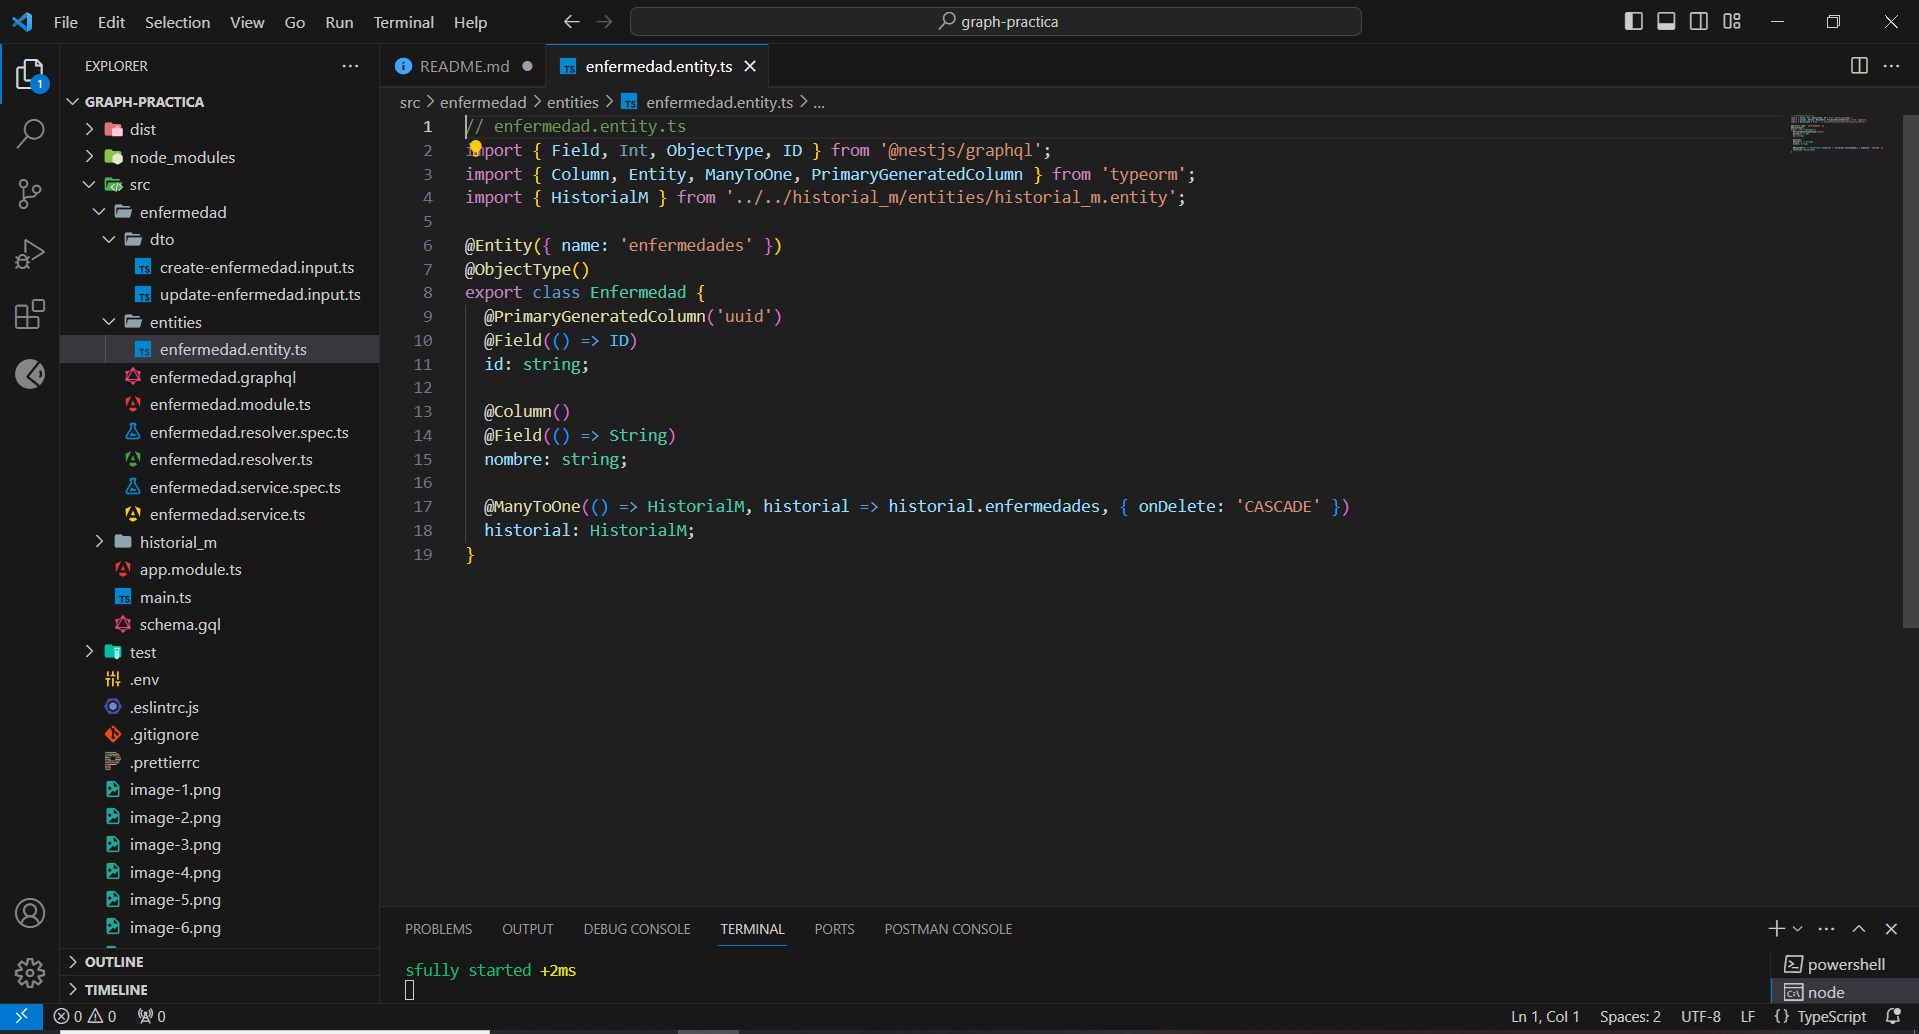 File Edit Selection View Go Run Terminal Help
graph-practica
EXPLORER
GRAPH-PRACTICA
dist
node_modules
src
enfermedad
dto
create-enfermedad.input.ts
update-enfermedad.input.ts
entities
enfermedad.entity.ts
enfermedad.graphql
enfermedad.module.ts
enfermedad.resolver.spec.ts
enfermedad.resolver.ts
enfermedad.service.spec.ts
enfermedad.service.ts
historial_m
app.module.ts
main.ts
schema.gql
test
.env
.eslintrc.js
.gitignore
.prettierrc
image-1.png
image-2.png
image-3.png
image-4.png
image-5.png
image-6.png
OUTLINE
TIMELINE
README.md
enfermedad.entity.ts
src > enfermedad > entities > enfermedad.entity.ts > ...
1 // enfermedad.entity.ts
2 import { Field, Int, ObjectType, ID } from '@nestjs/graphql';
3 import { Column, Entity, ManyToOne, PrimaryGeneratedColumn } from 'typeorm';
4 import { HistorialM } from '../../historial_m/entities/historial_m.entity';
5
6 @Entity({ name: 'enfermedades' })
7 @ObjectType()
8 export class Enfermedad {
9 @PrimaryGeneratedColumn('uuid')
10 @Field(() => ID)
11 id: string;
12
13 @Column()
14 @Field(() => String)
15 nombre: string;
16
17 @ManyToOne(() => HistorialM, historial => historial.enfermedades, { onDelete: 'CASCADE' })
18 historial: HistorialM;
19 }
PROBLEMS OUTPUT DEBUG CONSOLE TERMINAL PORTS POSTMAN CONSOLE
sfully started +2ms
powershell
node
0 0 0
Ln 1, Col 1 Spaces: 2 UTF-8 LF {} TypeScript